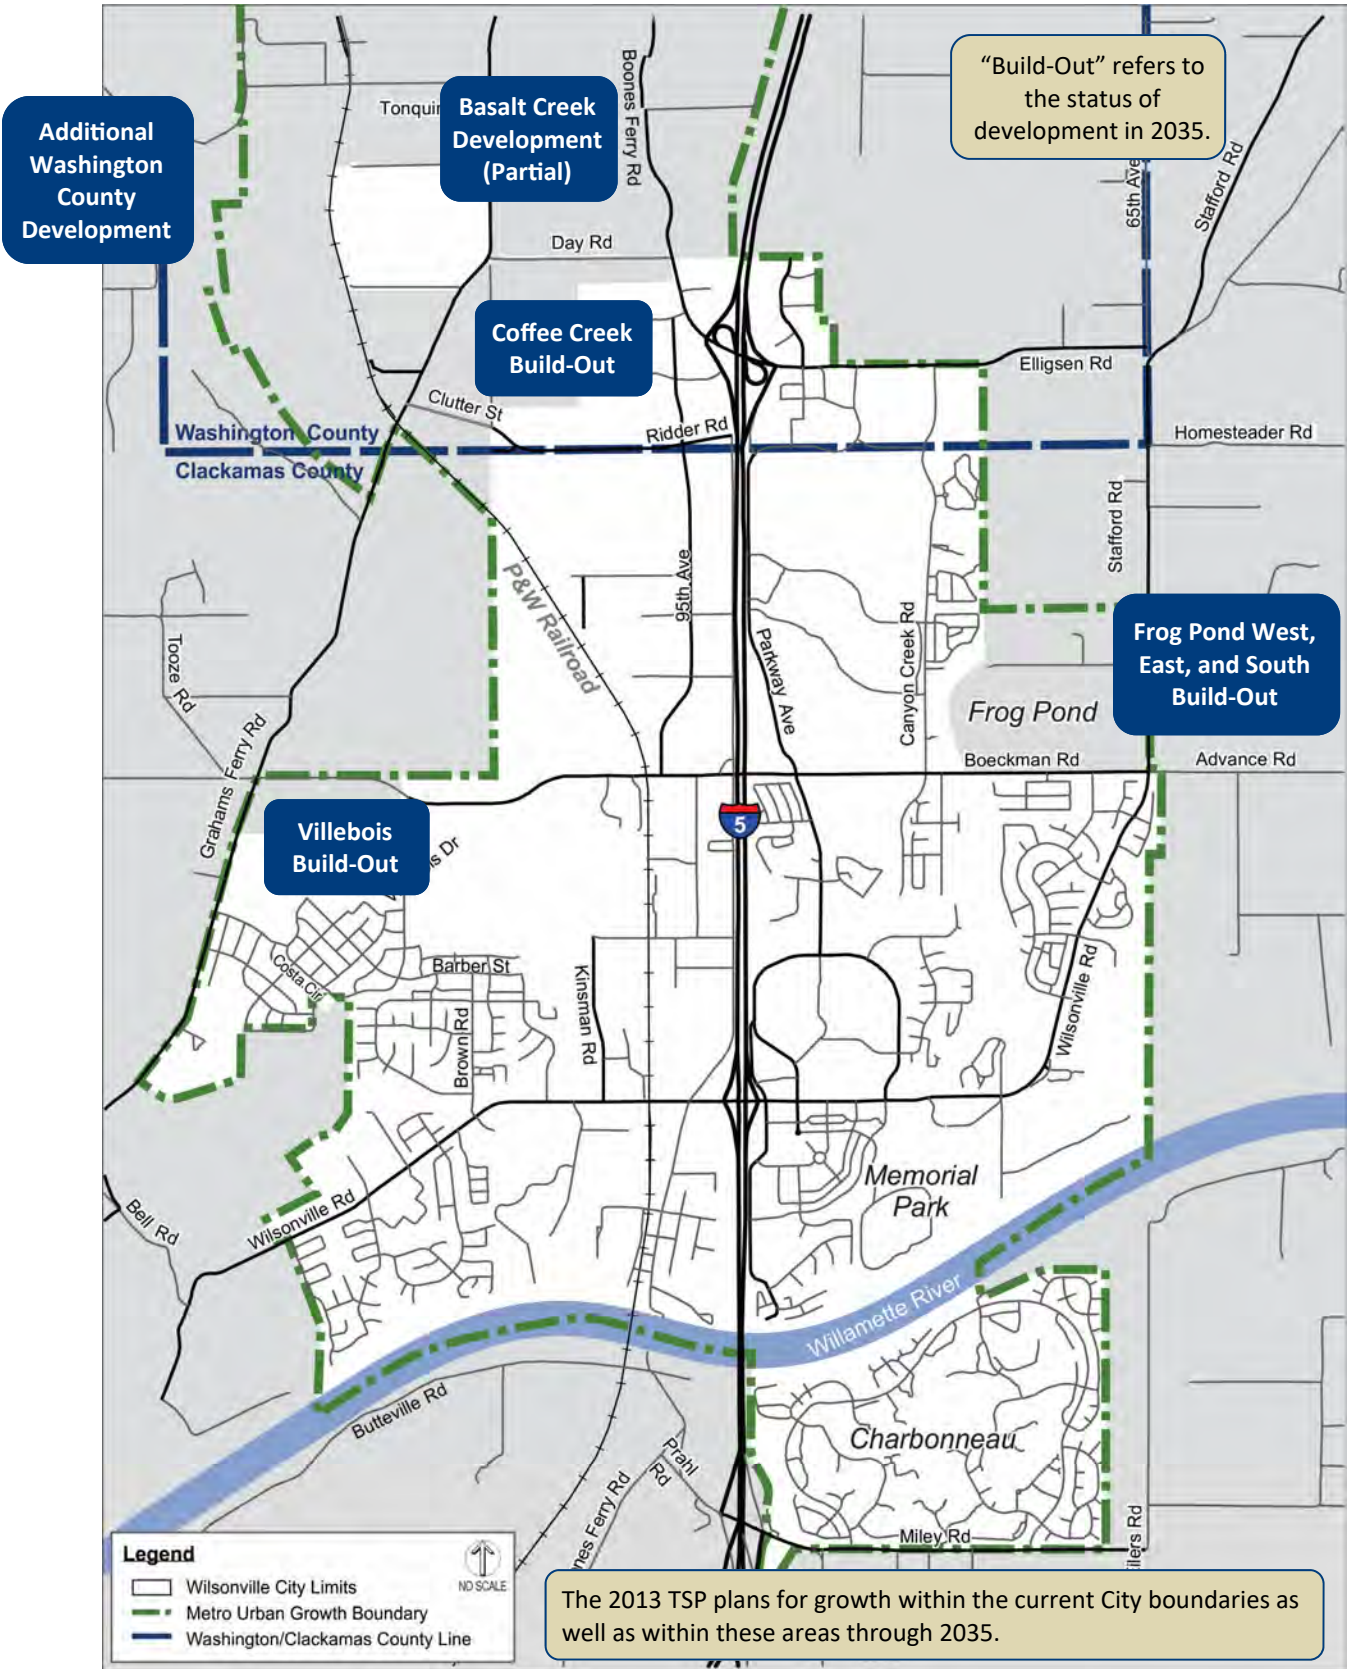 "Build-Out" refers to
the status of
development in 2035.
Additional
Washington
County
Development
Basalt Creek
Development
(Partial)
Boones Ferry Rd
65th Ave
Stafford Rd
Day Rd
Coffee Creek
Build-Out
Elligsen Rd
Clutter St
Ridder Rd
Washington County
Clackamas County
Homesteader Rd
Stafford Rd
P&W Railroad
95th Ave
Parkway Ave
Canyon Creek Rd
Tooze Rd
Frog Pond West,
East, and South
Build-Out
Frog Pond
Boeckman Rd
Advance Rd
Grahams Ferry Rd
5
Villebois
Build-Out
Barber St
Costa Cir
Brown Rd
Kinsman Rd
Wilsonville Rd
Memorial
Park
Bell Rd
Wilsonville Rd
Willamette River
Butteville Rd
Charbonneau
Prahl
Rd
Miley Rd
Legend
NO SCALE
Wilsonville City Limits
Metro Urban Growth Boundary
Washington/Clackamas County Line
The 2013 TSP plans for growth within the current City boundaries as
well as within these areas through 2035.